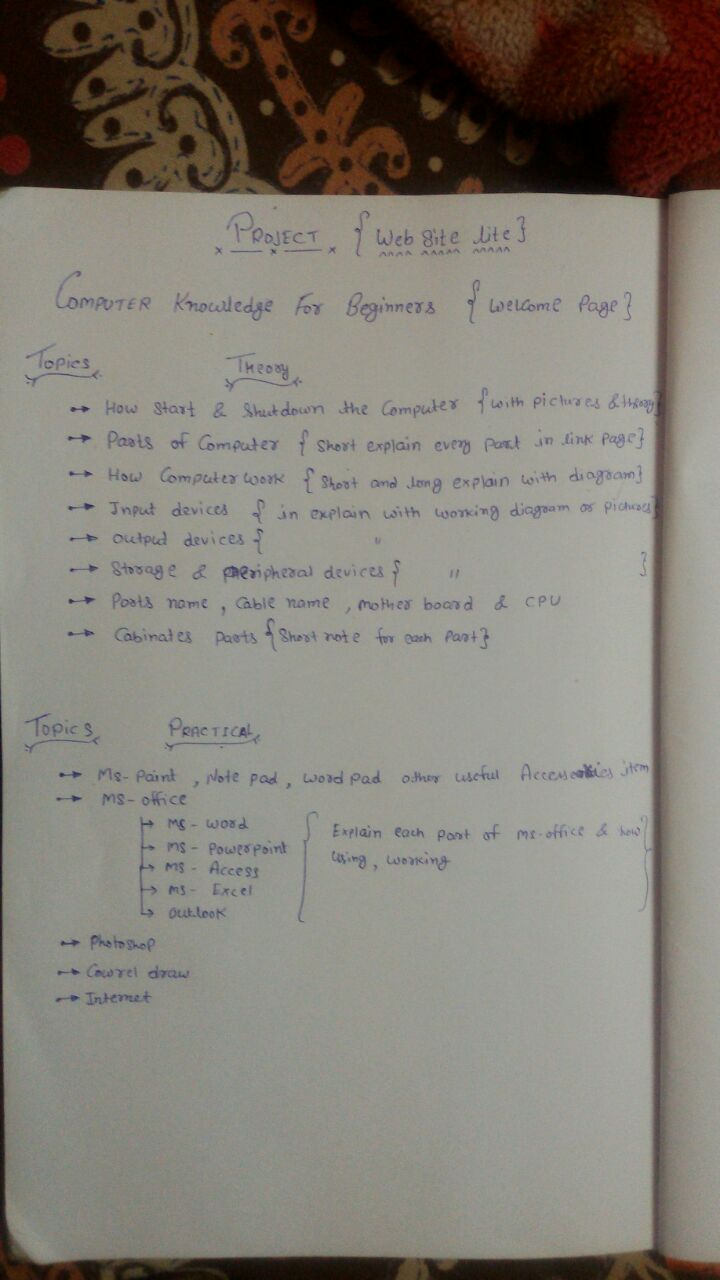 PROJECT { Web Site lite }
COMPUTER Knowledge For Beginners { Welcome Page }
Topics THEORY
How Start & Shutdown the Computer { with pictures & theory }
Parts of Computer { Short explain every part in link page }
How Computer work { Short and long explain with diagram }
Input devices { in explain with working diagram or pictures }
Output devices { "
Storage & Peripheral devices { " }
Ports name , Cable name , mother board & CPU
Cabinates parts { Short note for each Part }
Topics PRACTICAL
Ms- Paint , Note pad , Word pad other useful Accessories item
MS- office
MS - Word
MS - Powerpoint
MS - Access
MS - Excel
Outlook
{ Explain each part of ms-office & how }
using , working
Photoshop
Cowrel draw
Internet